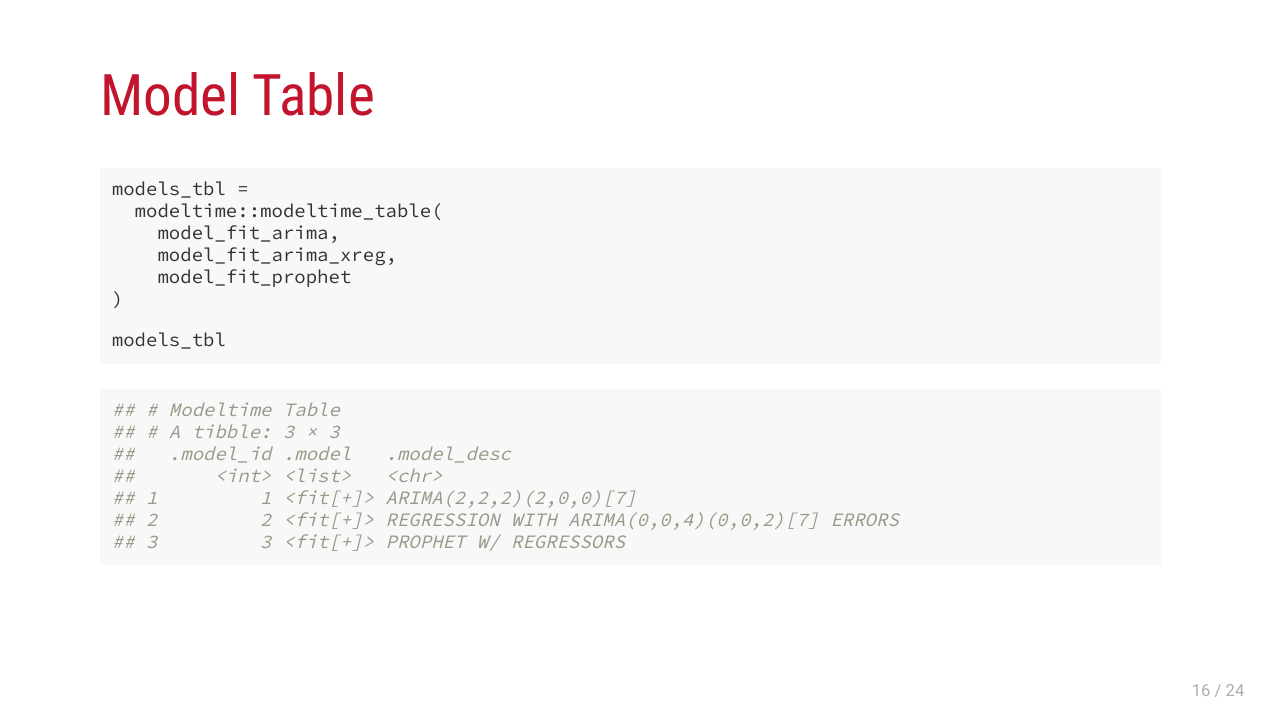 Model Table
models_tbl =
  modeltime::modeltime_table(
    model_fit_arima,
    model_fit_arima_xreg,
    model_fit_prophet
)
models_tbl
## # Modeltime Table
## # A tibble: 3 × 3
##   .model_id .model   .model_desc
##       <int> <list>   <chr>
## 1         1 <fit[+]> ARIMA(2,2,2)(2,0,0)[7]
## 2         2 <fit[+]> REGRESSION WITH ARIMA(0,0,4)(0,0,2)[7] ERRORS
## 3         3 <fit[+]> PROPHET W/ REGRESSORS
16 / 24